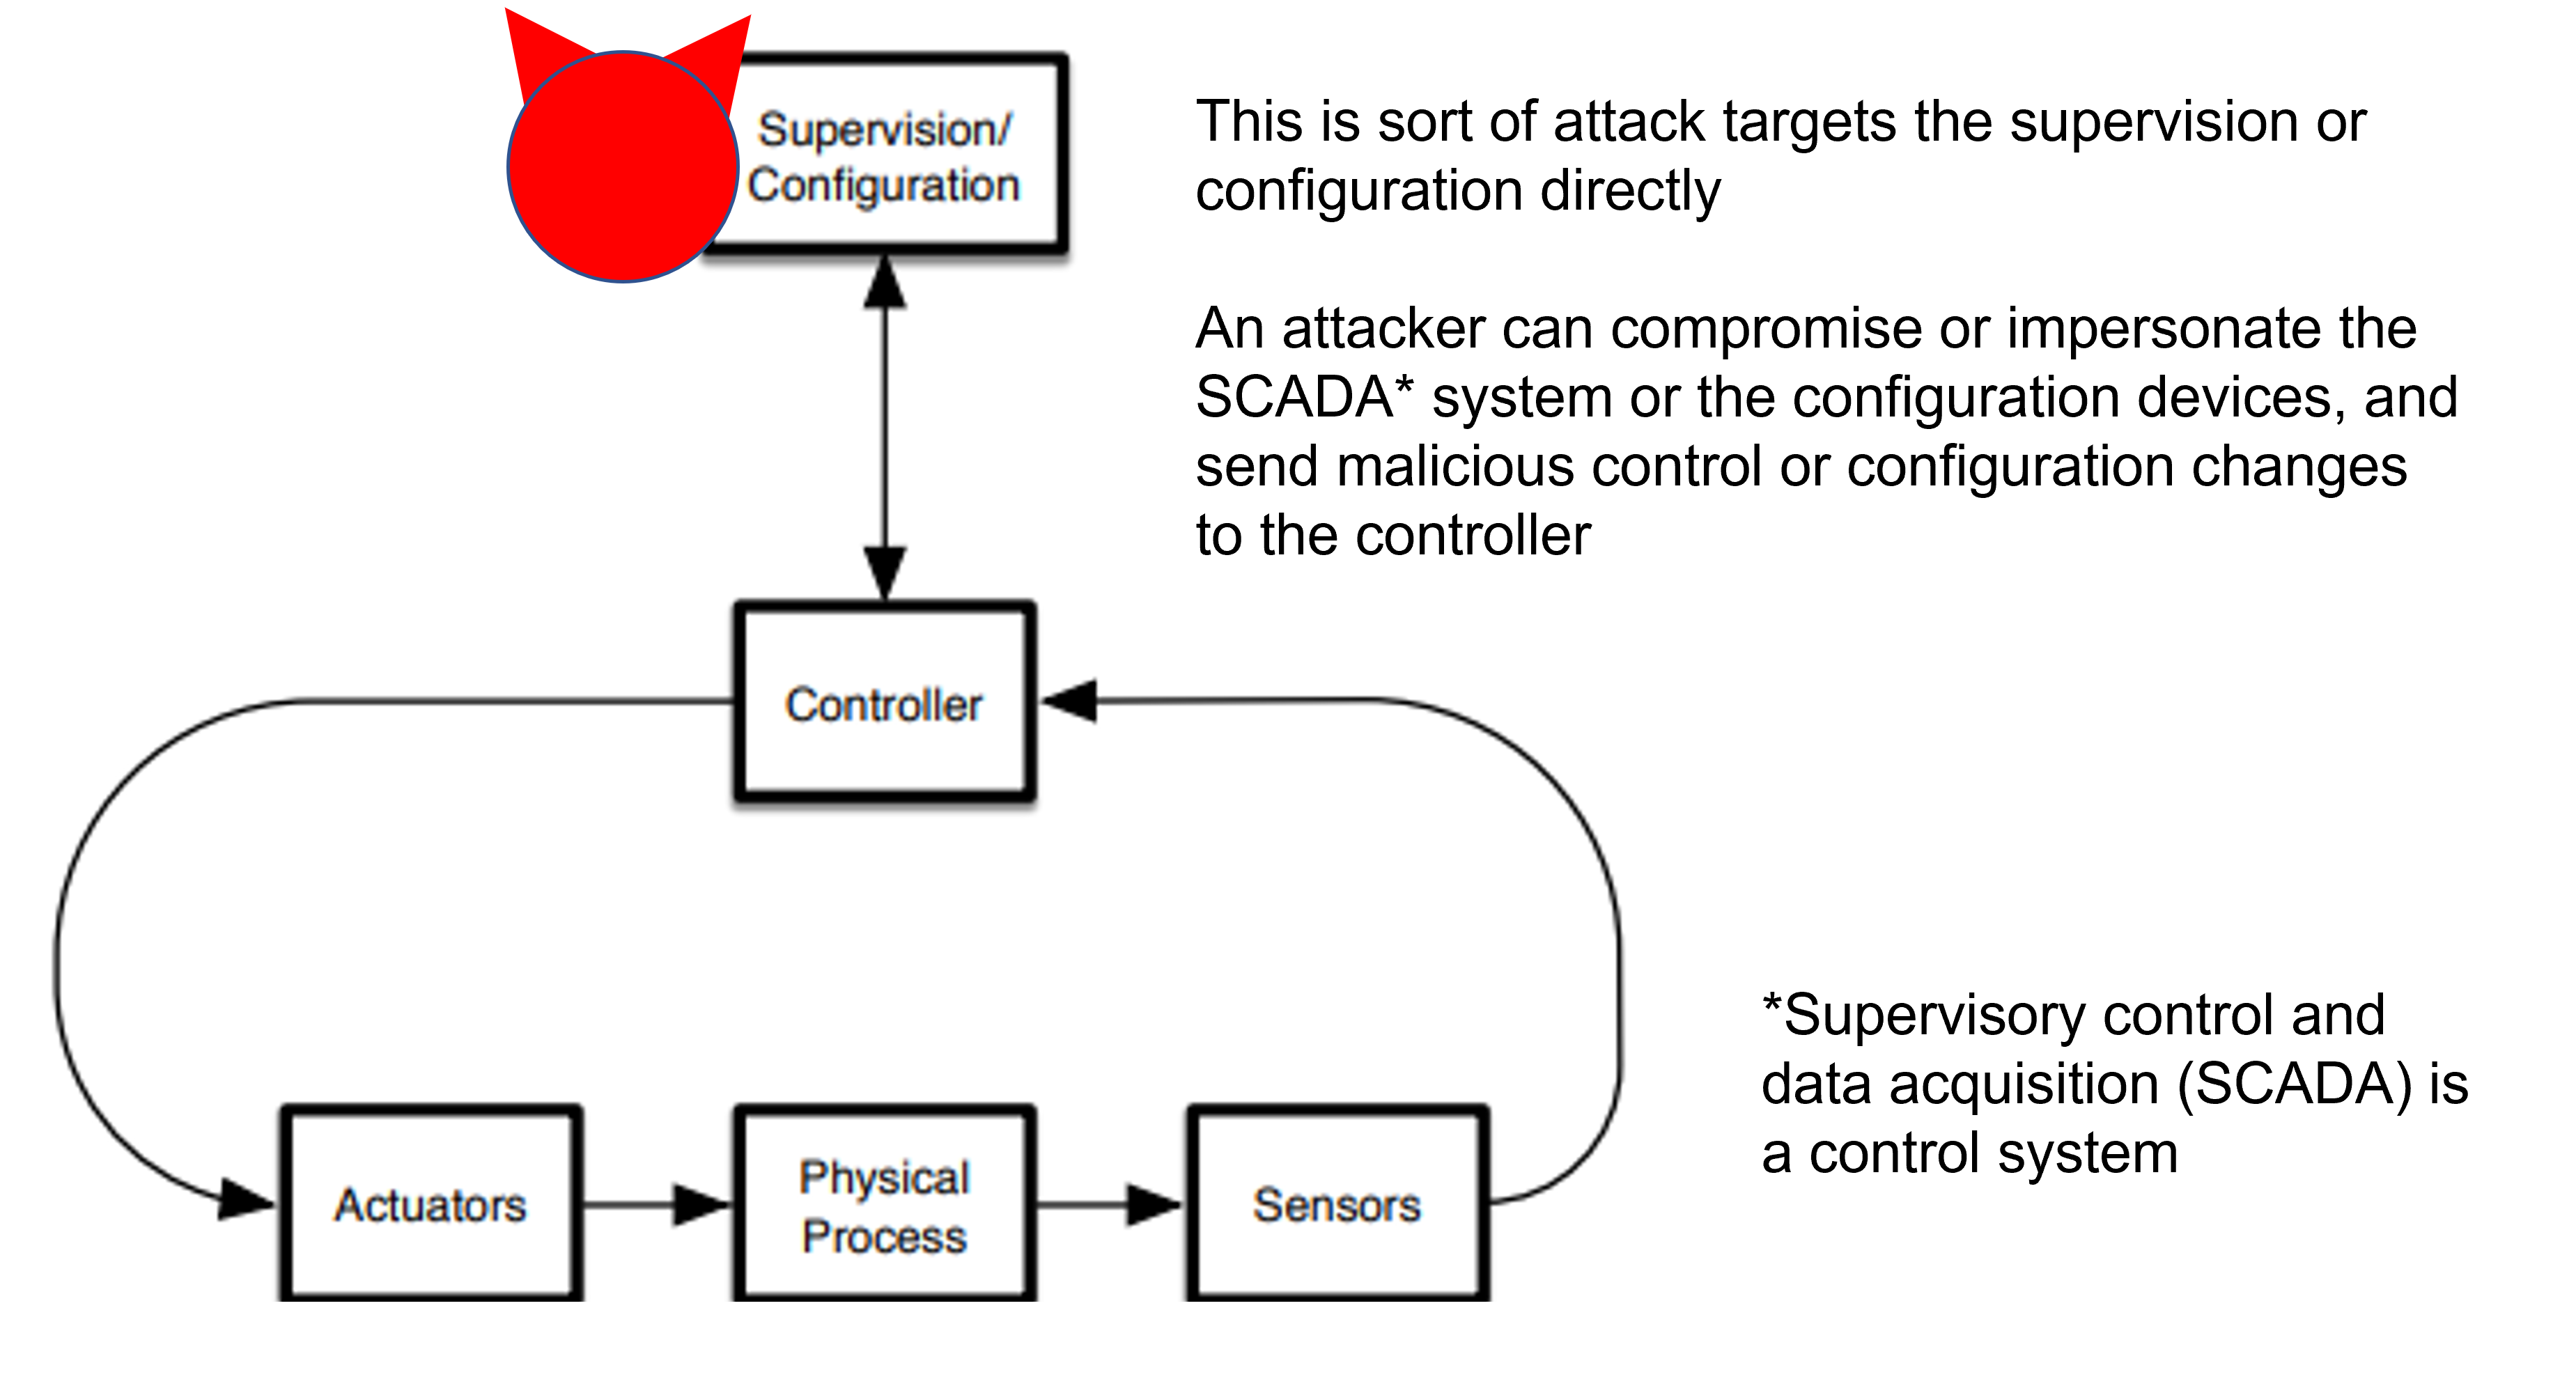 Supervision/
Configuration
This is sort of attack targets the supervision or
configuration directly
An attacker can compromise or impersonate the
SCADA* system or the configuration devices, and
send malicious control or configuration changes
to the controller
Controller
*Supervisory control and
data acquisition (SCADA) is
a control system
Actuators
Physical
Process
Sensors